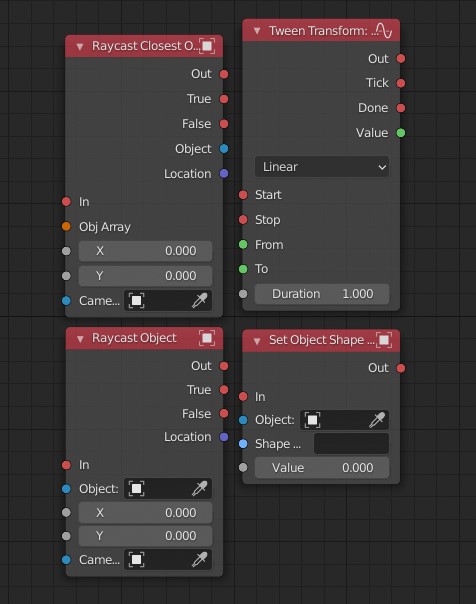 Raycast Closest O...
Out
True
False
Object
Location
In
Obj Array
X 0.000
Y 0.000
Came...
Tween Transform: ...
Out
Tick
Done
Value
Linear
Start
Stop
From
To
Duration 1.000
Raycast Object
Out
True
False
Location
In
Object:
X 0.000
Y 0.000
Came...
Set Object Shape ...
Out
In
Object:
Shape ...
Value 0.000